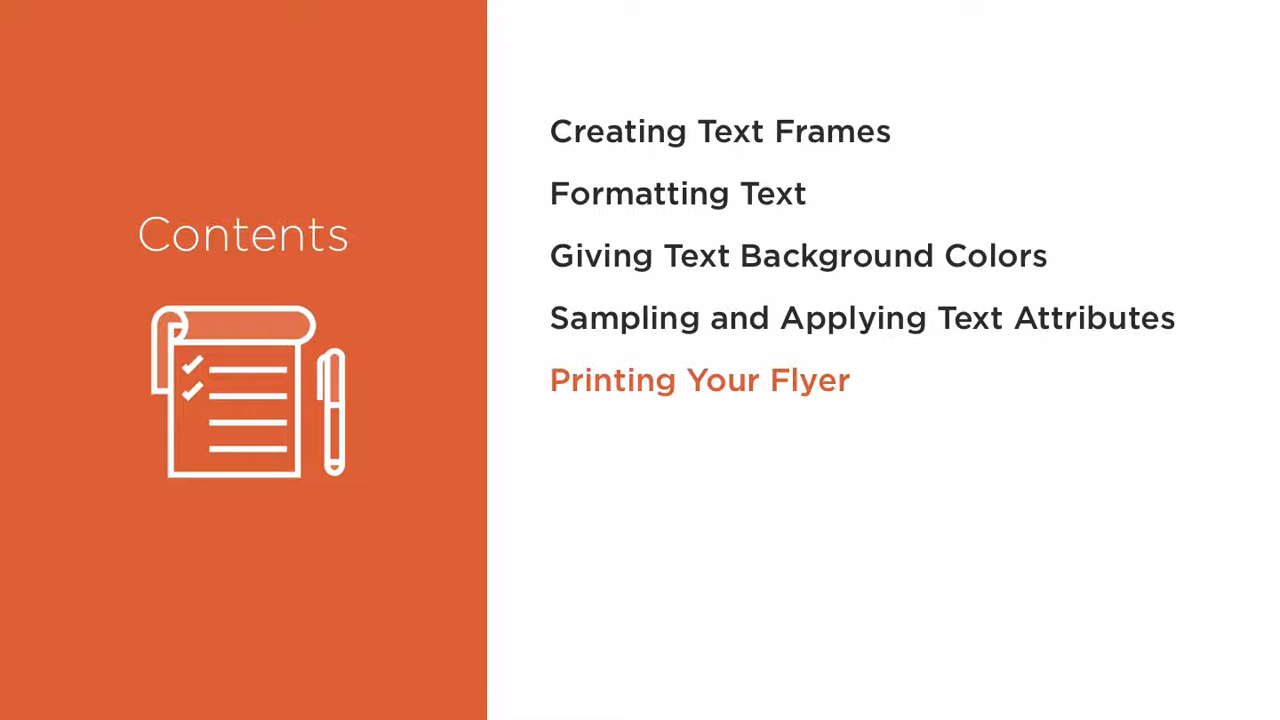 Contents
Creating Text Frames
Formatting Text
Giving Text Background Colors
Sampling and Applying Text Attributes
Printing Your Flyer